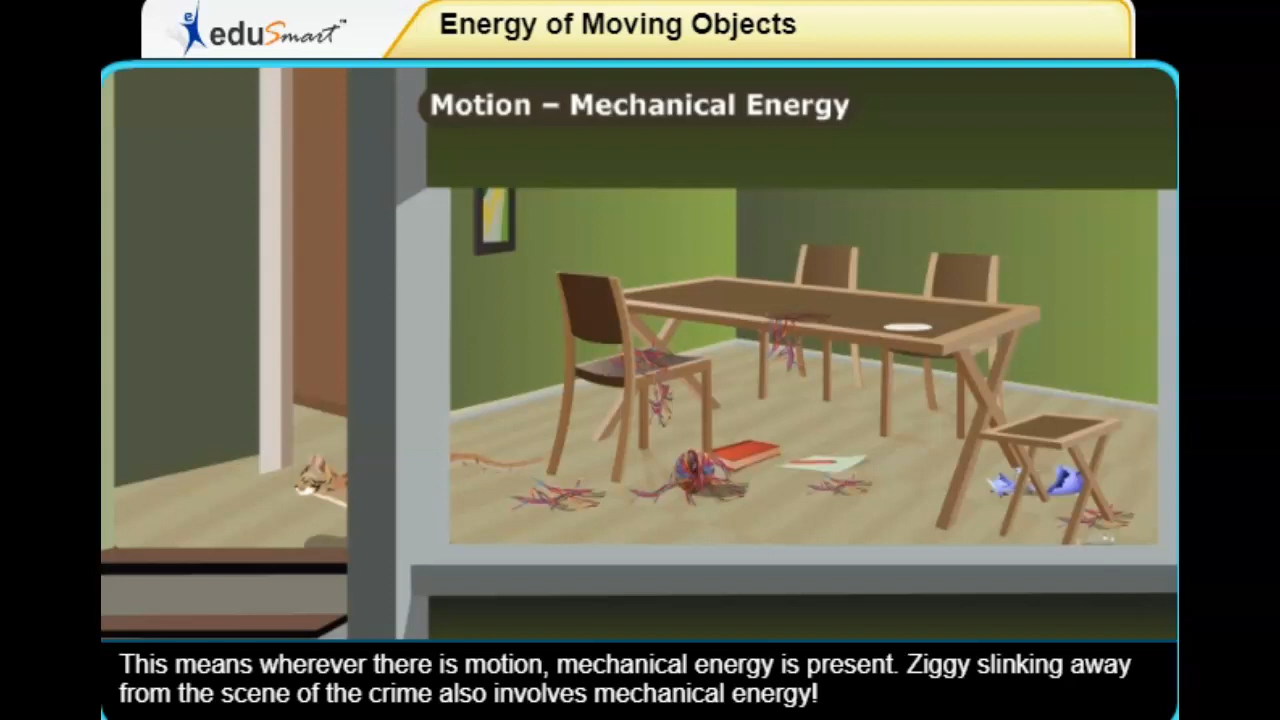 eduSmart™
Energy of Moving Objects
Motion – Mechanical Energy
This means wherever there is motion, mechanical energy is present. Ziggy slinking away
from the scene of the crime also involves mechanical energy!